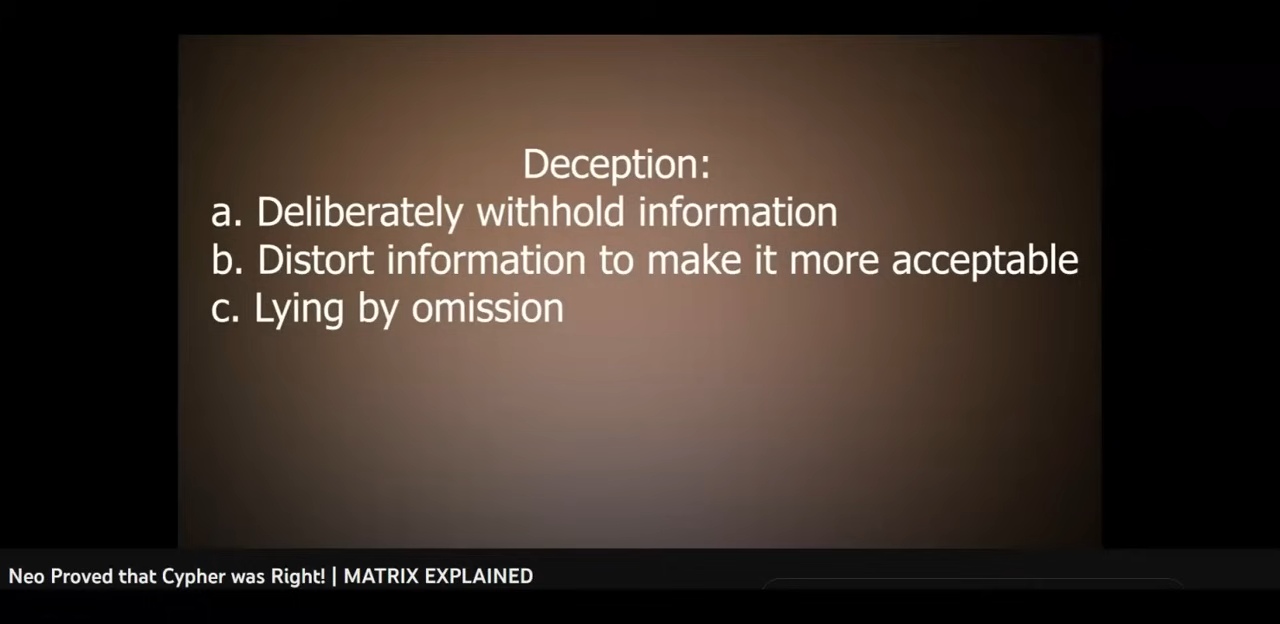 Deception:
a. Deliberately withhold information
b. Distort information to make it more acceptable
c. Lying by omission
Neo Proved that Cypher was Right! | MATRIX EXPLAINED